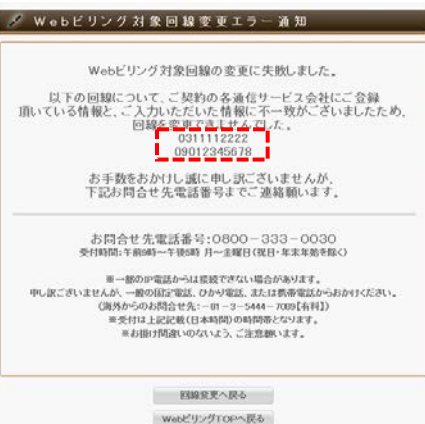 Webビリング対象回線変更エラー通知
Webビリング対象回線の変更に失敗しました。
以下の回線について、ご契約の各通信サービス会社にご登録
頂いている情報と、ご入力いただいた情報に不一致がございましたため、
回線を変更できませんでした。
0311112222
09012345678
お手数をおかけし誠に申し訳ございませんが、
下記お問合せ先電話番号までご連絡願います。
お問合せ先電話番号:0800-333-0030
受付時間:午前9時～午後5時 月～金曜日(祝日・年末年始を除く)
※一部のIP電話からは接続できない場合があります。
申し訳ございませんが、一般の固定電話、ひかり電話、または携帯電話からおかけください。
(海外からのお問合せ先:-81-3-5444-7089【有料】)
※受付は上記記載(日本時間)の時間帯となります。
※お掛け間違いのないよう、ご注意願います。
回線変更へ戻る
WebビリングTOPへ戻る